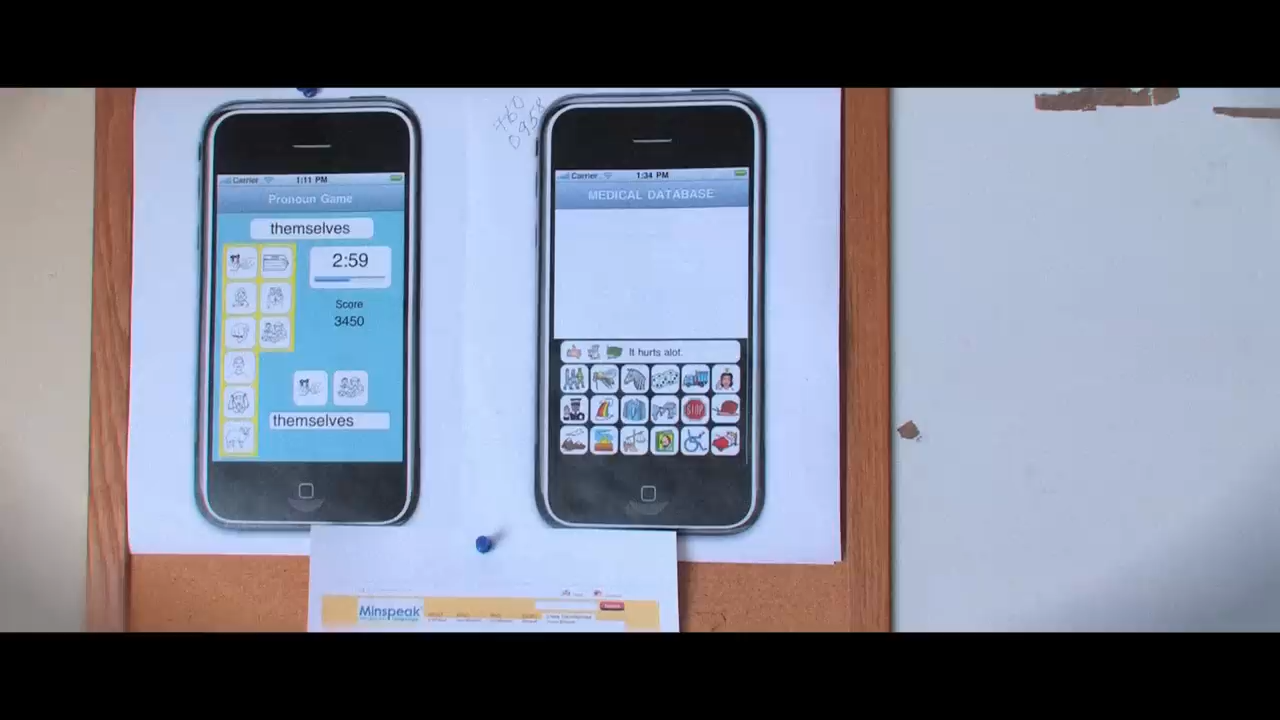 Carrier 1:11 PM
Pronoun Game
themselves
2:59
Score
3450
themselves
Carrier 1:34 PM
MEDICAL DATABASE
It hurts alot.
STOP
Minspeak